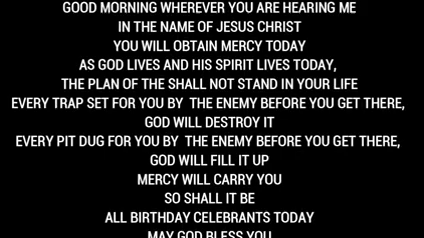 GOOD MORNING WHEREVER YOU ARE HEARING ME
IN THE NAME OF JESUS CHRIST
YOU WILL OBTAIN MERCY TODAY
AS GOD LIVES AND HIS SPIRIT LIVES TODAY,
THE PLAN OF THE SHALL NOT STAND IN YOUR LIFE
EVERY TRAP SET FOR YOU BY THE ENEMY BEFORE YOU GET THERE,
GOD WILL DESTROY IT
EVERY PIT DUG FOR YOU BY THE ENEMY BEFORE YOU GET THERE,
GOD WILL FILL IT UP
MERCY WILL CARRY YOU
SO SHALL IT BE
ALL BIRTHDAY CELEBRANTS TODAY
MAY GOD BLESS YOU